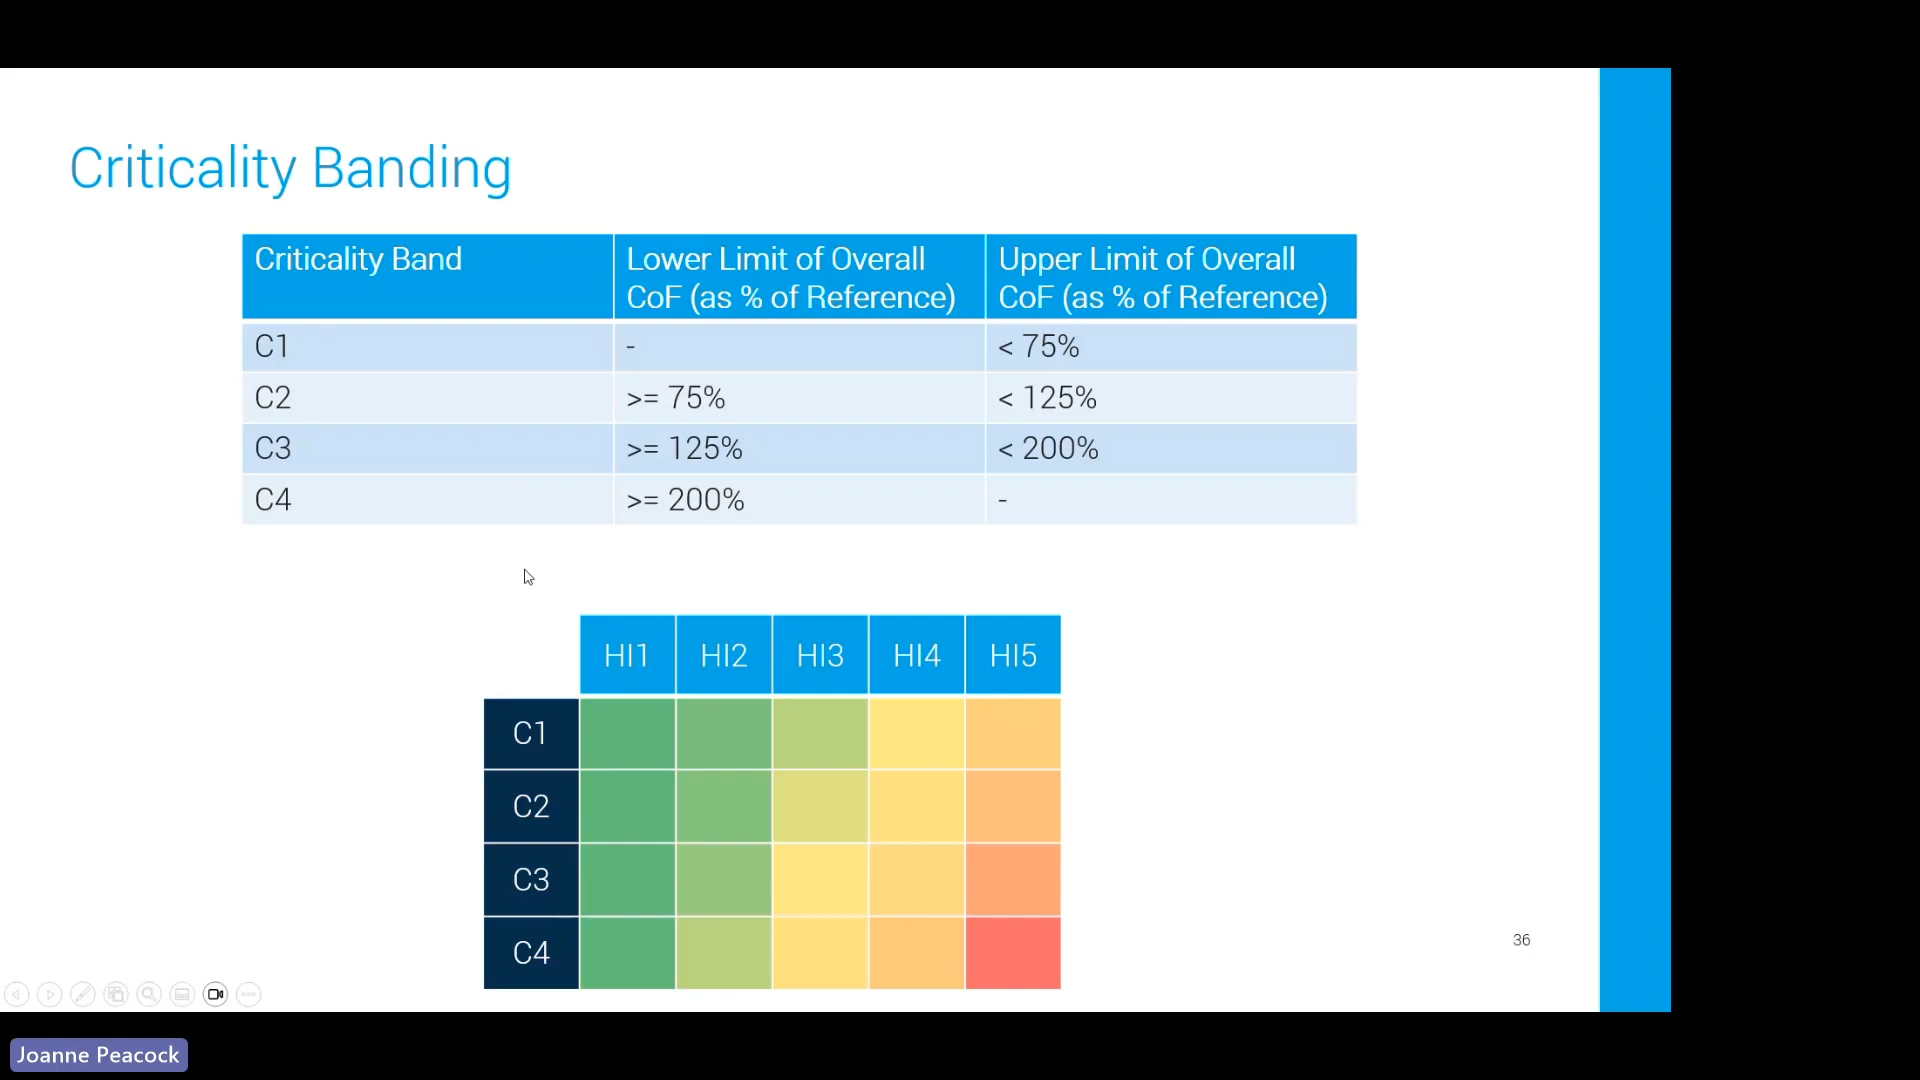 Criticality Banding
Criticality Band
Lower Limit of Overall
CoF (as % of Reference)
Upper Limit of Overall
CoF (as % of Reference)
C1
-
< 75%
C2
>= 75%
< 125%
C3
>= 125%
< 200%
C4
>= 200%
-
HI1
HI2
HI3
HI4
HI5
C1
C2
C3
C4
36
Joanne Peacock